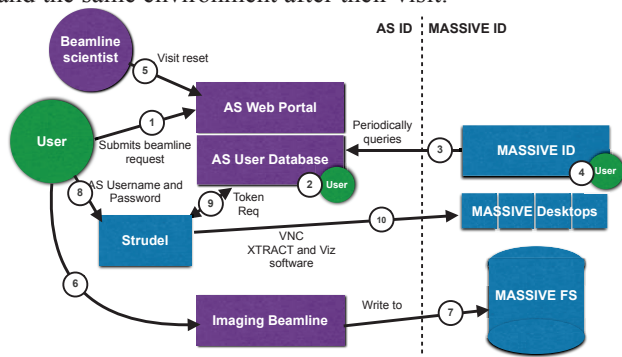 and the same environment after their visit.
AS ID
MASSIVE ID
Beamline
scientist
5
Visit reset
AS Web Portal
User
1
Submits beamline
request
Periodically
queries
AS User Database
3
MASSIVE ID
2
User
4
User
8
AS Username and
Password
9
Token
Req
Strudel
10
MASSIVE Desktops
VNC
XTRACT and Viz
software
6
Imaging Beamline
Write to
7
MASSIVE FS